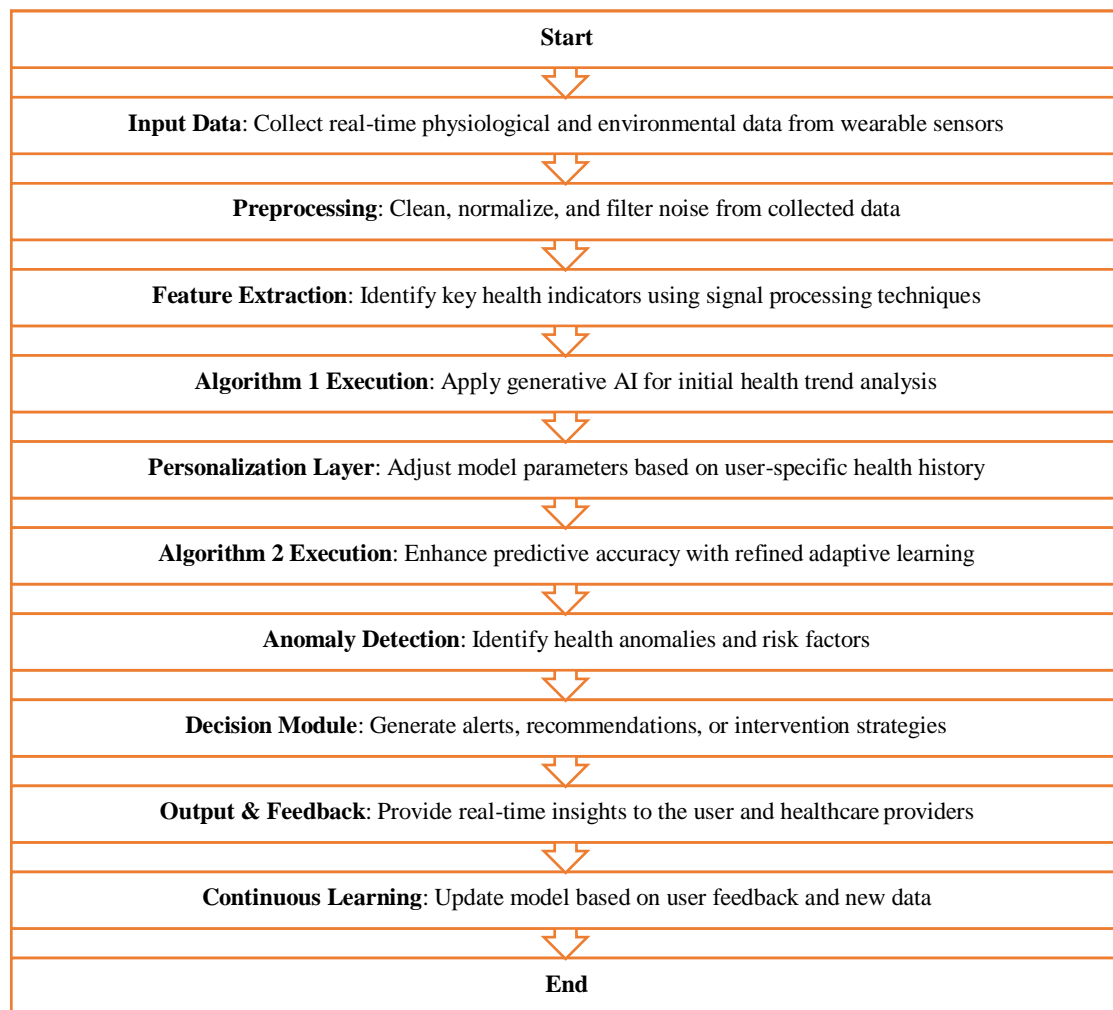 Start
Input Data: Collect real-time physiological and environmental data from wearable sensors
Preprocessing: Clean, normalize, and filter noise from collected data
Feature Extraction: Identify key health indicators using signal processing techniques
Algorithm 1 Execution: Apply generative AI for initial health trend analysis
Personalization Layer: Adjust model parameters based on user-specific health history
Algorithm 2 Execution: Enhance predictive accuracy with refined adaptive learning
Anomaly Detection: Identify health anomalies and risk factors
Decision Module: Generate alerts, recommendations, or intervention strategies
Output & Feedback: Provide real-time insights to the user and healthcare providers
Continuous Learning: Update model based on user feedback and new data
End